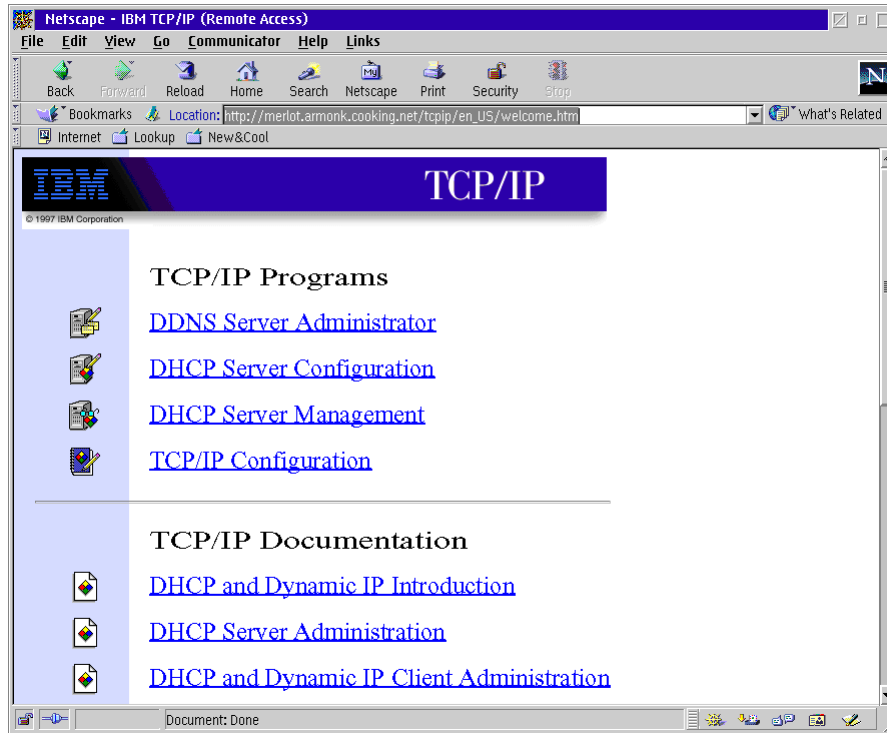 Netscape - IBM TCP/IP (Remote Access)
File Edit View Go Communicator Help Links
Back Forward Reload Home Search My Netscape Print Security Stop
N
Bookmarks Location: http://merlot.armonk.cooking.net/tcpip/en_US/welcome.htm What's Related
Internet Lookup New&Cool
IBM TCP/IP
© 1997 IBM Corporation
TCP/IP Programs
DDNS Server Administrator
DHCP Server Configuration
DHCP Server Management
TCP/IP Configuration
TCP/IP Documentation
DHCP and Dynamic IP Introduction
DHCP Server Administration
DHCP and Dynamic IP Client Administration
Document: Done